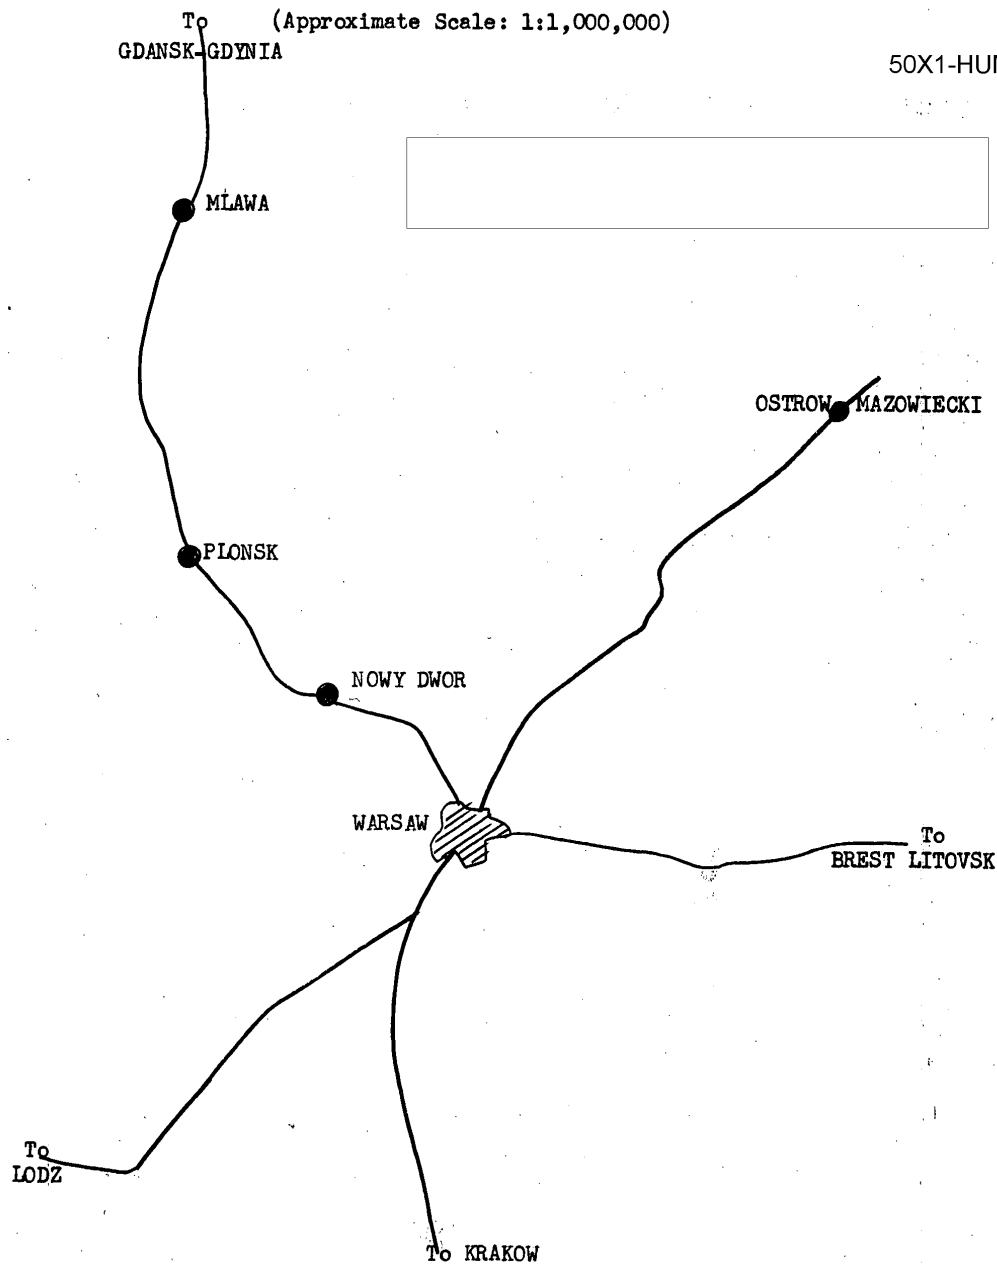 To (Approximate Scale: 1:1,000,000)
GDANSK-GDYNIA
50X1-HUM
MŁAWA
OSTROW MAZOWIECKI
PLONSK
NOWY DWOR
WARSAW
To
BREST LITOVSK
To
LODZ
To KRAKOW